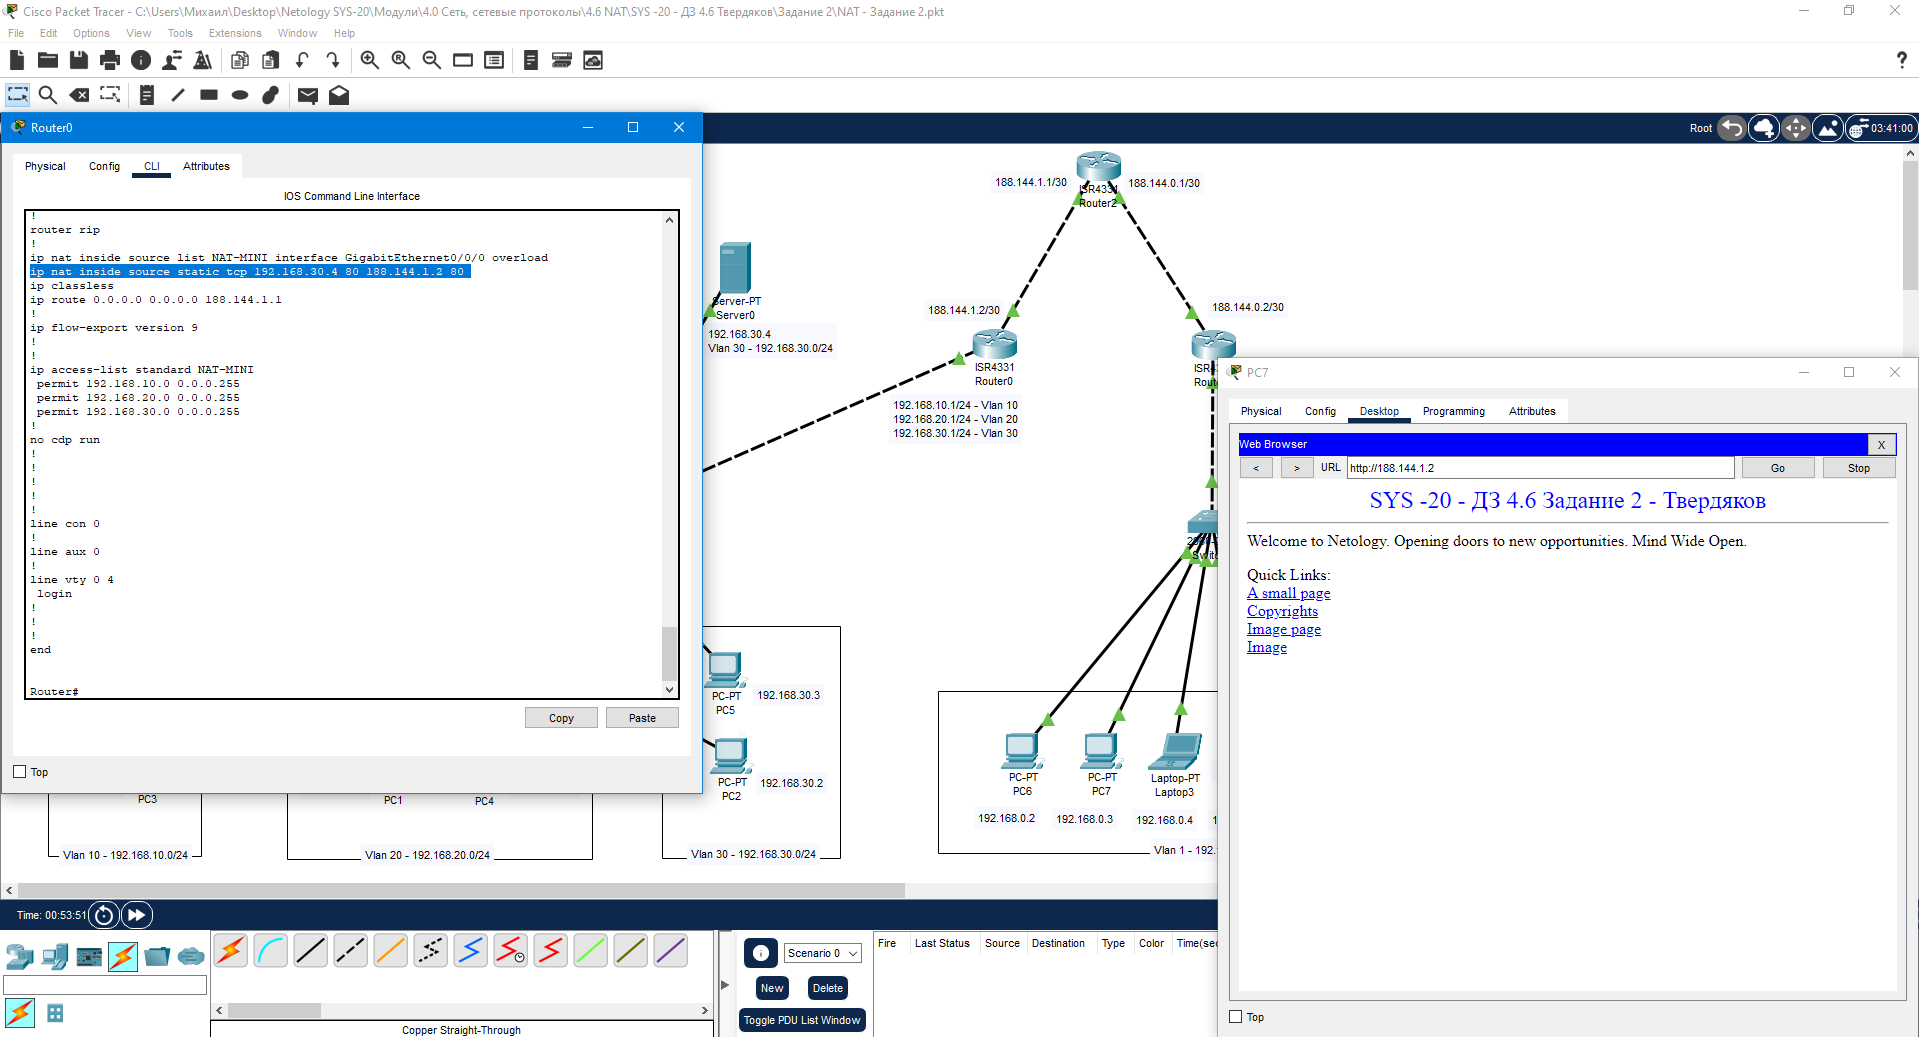 Cisco Packet Tracer - C:\Users\Михаил\Desktop\Netology SYS-20\Модули\4.0 Сеть, сетевые протоколы\4.6 NAT\SYS -20 - ДЗ 4.6 Твердяков\Задание 2\NAT - Задание 2.pkt
File Edit Options View Tools Extensions Window Help
?
Router0
Physical Config CLI Attributes
IOS Command Line Interface
!
router rip
!
ip nat inside source list NAT-MINI interface GigabitEthernet0/0/0 overload
ip nat inside source static tcp 192.168.30.4 80 188.144.1.2 80
ip classless
ip route 0.0.0.0 0.0.0.0 188.144.1.1
!
ip flow-export version 9
!
!
ip access-list standard NAT-MINI
permit 192.168.10.0 0.0.0.255
permit 192.168.20.0 0.0.0.255
permit 192.168.30.0 0.0.0.255
!
no cdp run
!
!
!
!
!
line con 0
!
line aux 0
!
line vty 0 4
login
!
!
!
end
Router#
Copy Paste
Top
Root
03:41:00
188.144.1.1/30
188.144.0.1/30
ISR4331
Router2
Server-PT
Server0
192.168.30.4
Vlan 30 - 192.168.30.0/24
188.144.1.2/30
188.144.0.2/30
ISR4331
Router0
192.168.10.1/24 - Vlan 10
192.168.20.1/24 - Vlan 20
192.168.30.1/24 - Vlan 30
PC-PT
PC5
192.168.30.3
PC-PT
PC2
192.168.30.2
PC3
PC1
PC4
Vlan 10 - 192.168.10.0/24
Vlan 20 - 192.168.20.0/24
Vlan 30 - 192.168.30.0/24
PC-PT
PC6
192.168.0.2
PC-PT
PC7
192.168.0.3
Laptop-PT
Laptop3
192.168.0.4
Vlan 1 - 192.
PC7
Physical Config Desktop Programming Attributes
Web Browser
X
< > URL http://188.144.1.2 Go Stop
SYS -20 - ДЗ 4.6 Задание 2 - Твердяков
Welcome to Netology. Opening doors to new opportunities. Mind Wide Open.
Quick Links:
A small page
Copyrights
Image page
Image
Top
Time: 00:53:51
Copper Straight-Through
Scenario 0
New Delete
Toggle PDU List Window
Fire Last Status Source Destination Type Color Time(sec